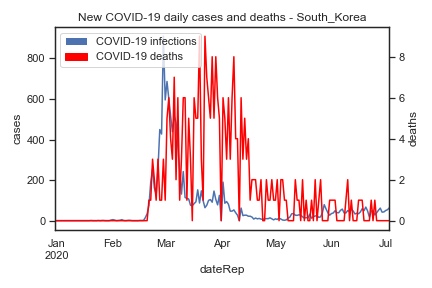 New COVID-19 daily cases and deaths - South_Korea
COVID-19 infections
COVID-19 deaths
800
600
400
200
0
cases
8
6
4
2
0
deaths
Jan
2020
Feb
Mar
Apr
May
Jun
Jul
dateRep